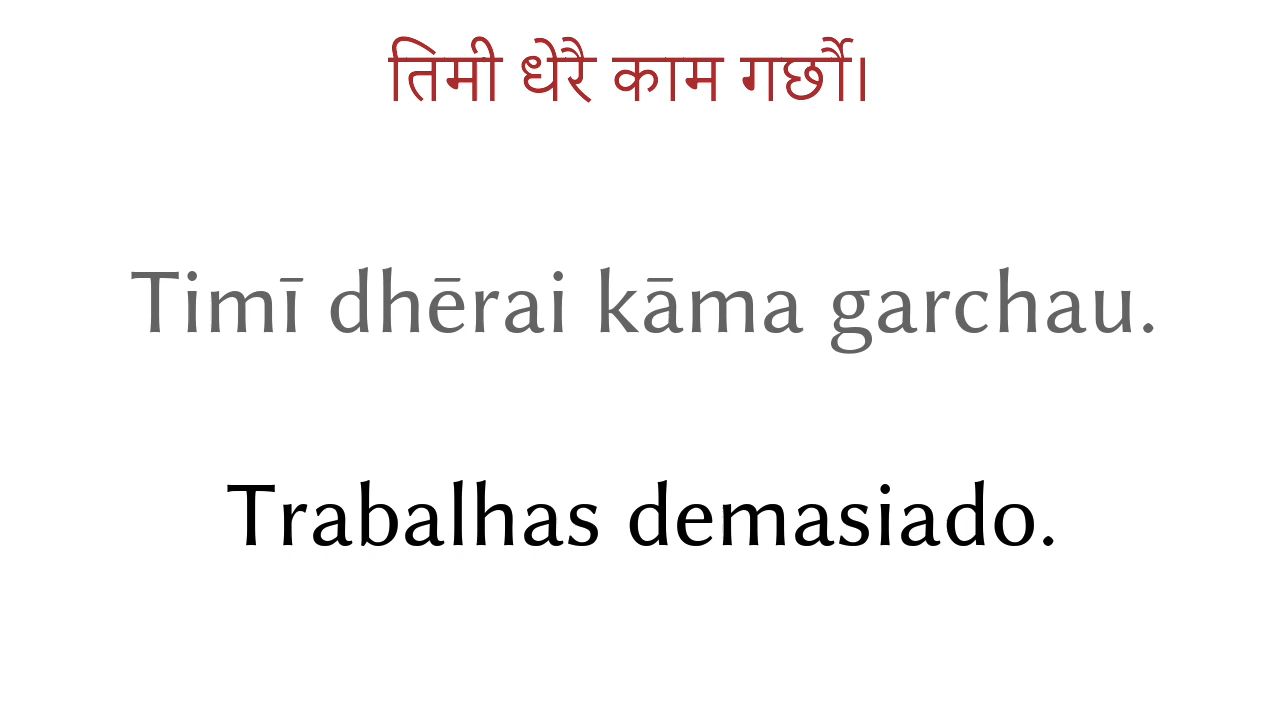 तिमी धेरै काम गर्छौ।
Timī dhērai kāma garchau.
Trabalhas demasiado.